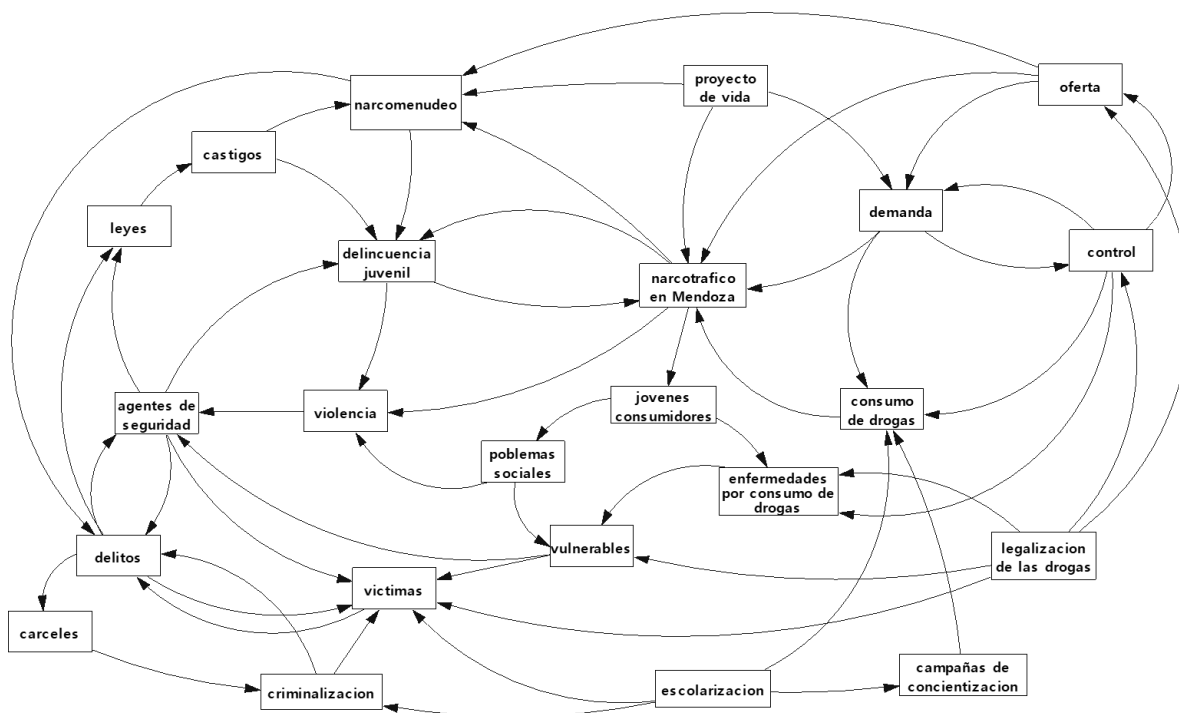 proyecto
de vida
oferta
narcomenudeo
castigos
leyes
demanda
control
delincuencia
juvenil
narcotrafico
en Mendoza
agentes de
seguridad
violencia
jovenes
consumidores
consumo
de drogas
problemas
sociales
enfermedades
por consumo de
drogas
delitos
vulnerables
legalizacion
de las drogas
victimas
carceles
criminalizacion
escolarizacion
campañas de
concientizacion